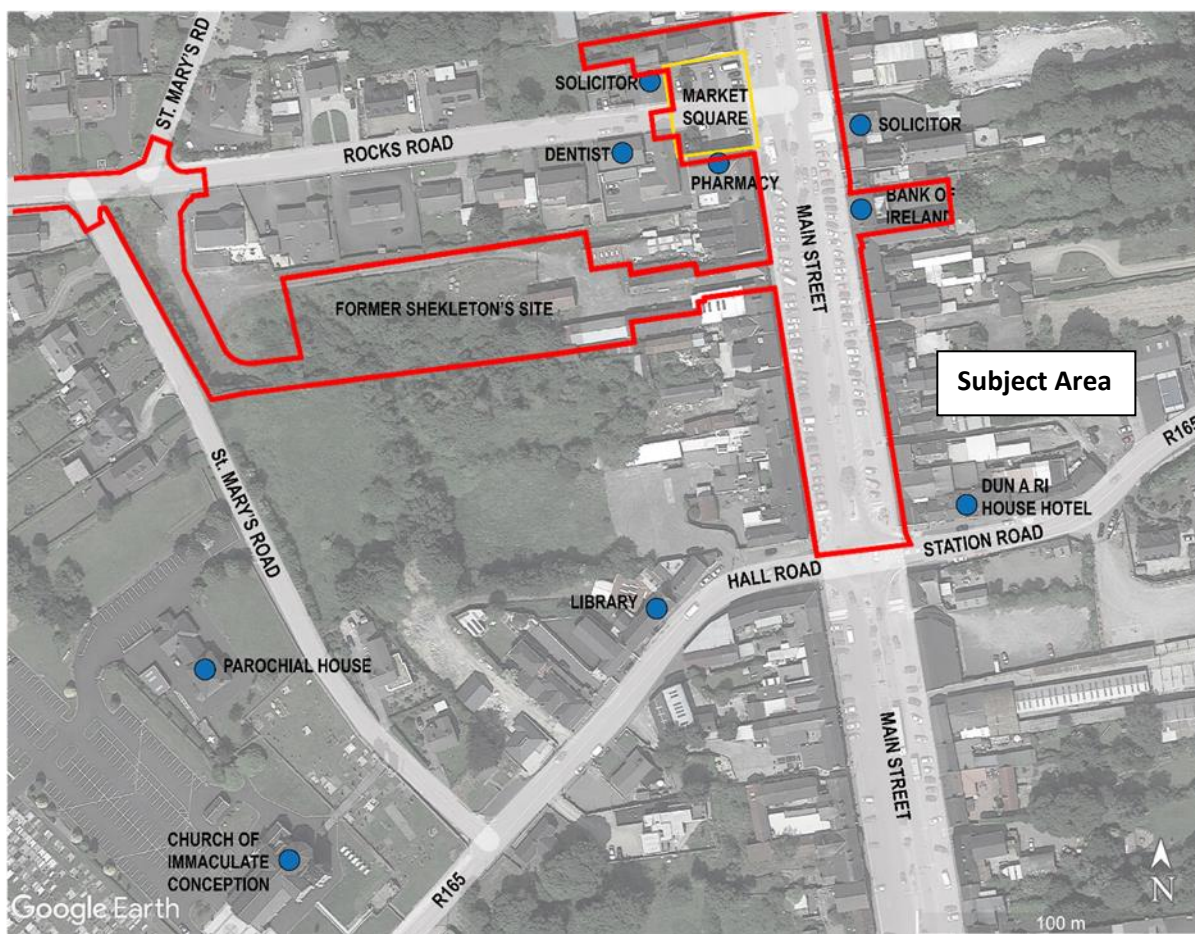 ST. MARY'S RD
SOLICITOR
MARKET
SQUARE
SOLICITOR
ROCKS ROAD
DENTIST
PHARMACY
BANK OF
IRELAND
MAIN STREET
FORMER SHEKLETON'S SITE
Subject Area
R165
St. MARY'S ROAD
DUN A RI
HOUSE HOTEL
STATION ROAD
HALL ROAD
LIBRARY
PAROCHIAL HOUSE
MAIN STREET
CHURCH OF
IMMACULATE
CONCEPTION
R165
N
Google Earth
100 m